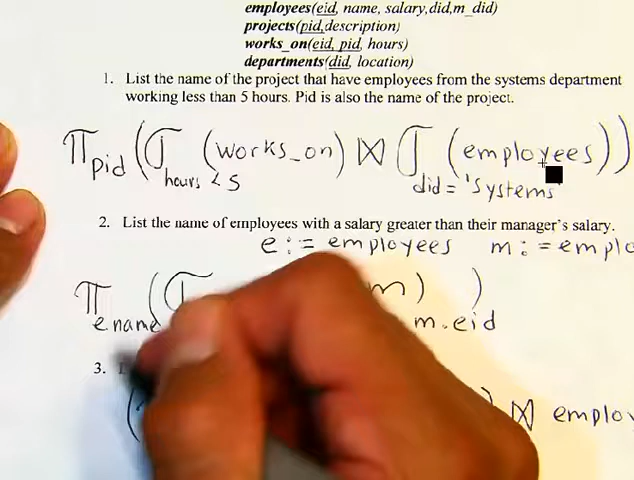 employees(eid, name, salary,did,m_did)
projects(pid,description)
works_on(eid, pid, hours)
departments(did, location)
1. List the name of the project that have employees from the systems department
working less than 5 hours. Pid is also the name of the project.
π pid (σ hours < 5 (works_on) ⋈ σ did = 'systems' (employees))
2. List the name of employees with a salary greater than their manager's salary.
e := employees m := emplo
π ename (σ m) m.eid )
3.
( ) ⋈ emplo